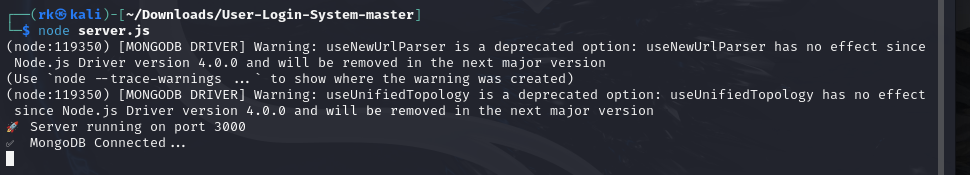 ┌──(rk㉿kali)-[~/Downloads/User-Login-System-master]
└─$ node server.js
(node:119350) [MONGODB DRIVER] Warning: useNewUrlParser is a deprecated option: useNewUrlParser has no effect since
 Node.js Driver version 4.0.0 and will be removed in the next major version
(Use `node --trace-warnings ...` to show where the warning was created)
(node:119350) [MONGODB DRIVER] Warning: useUnifiedTopology is a deprecated option: useUnifiedTopology has no effect
 since Node.js Driver version 4.0.0 and will be removed in the next major version
🚀 Server running on port 3000
✅ MongoDB Connected...